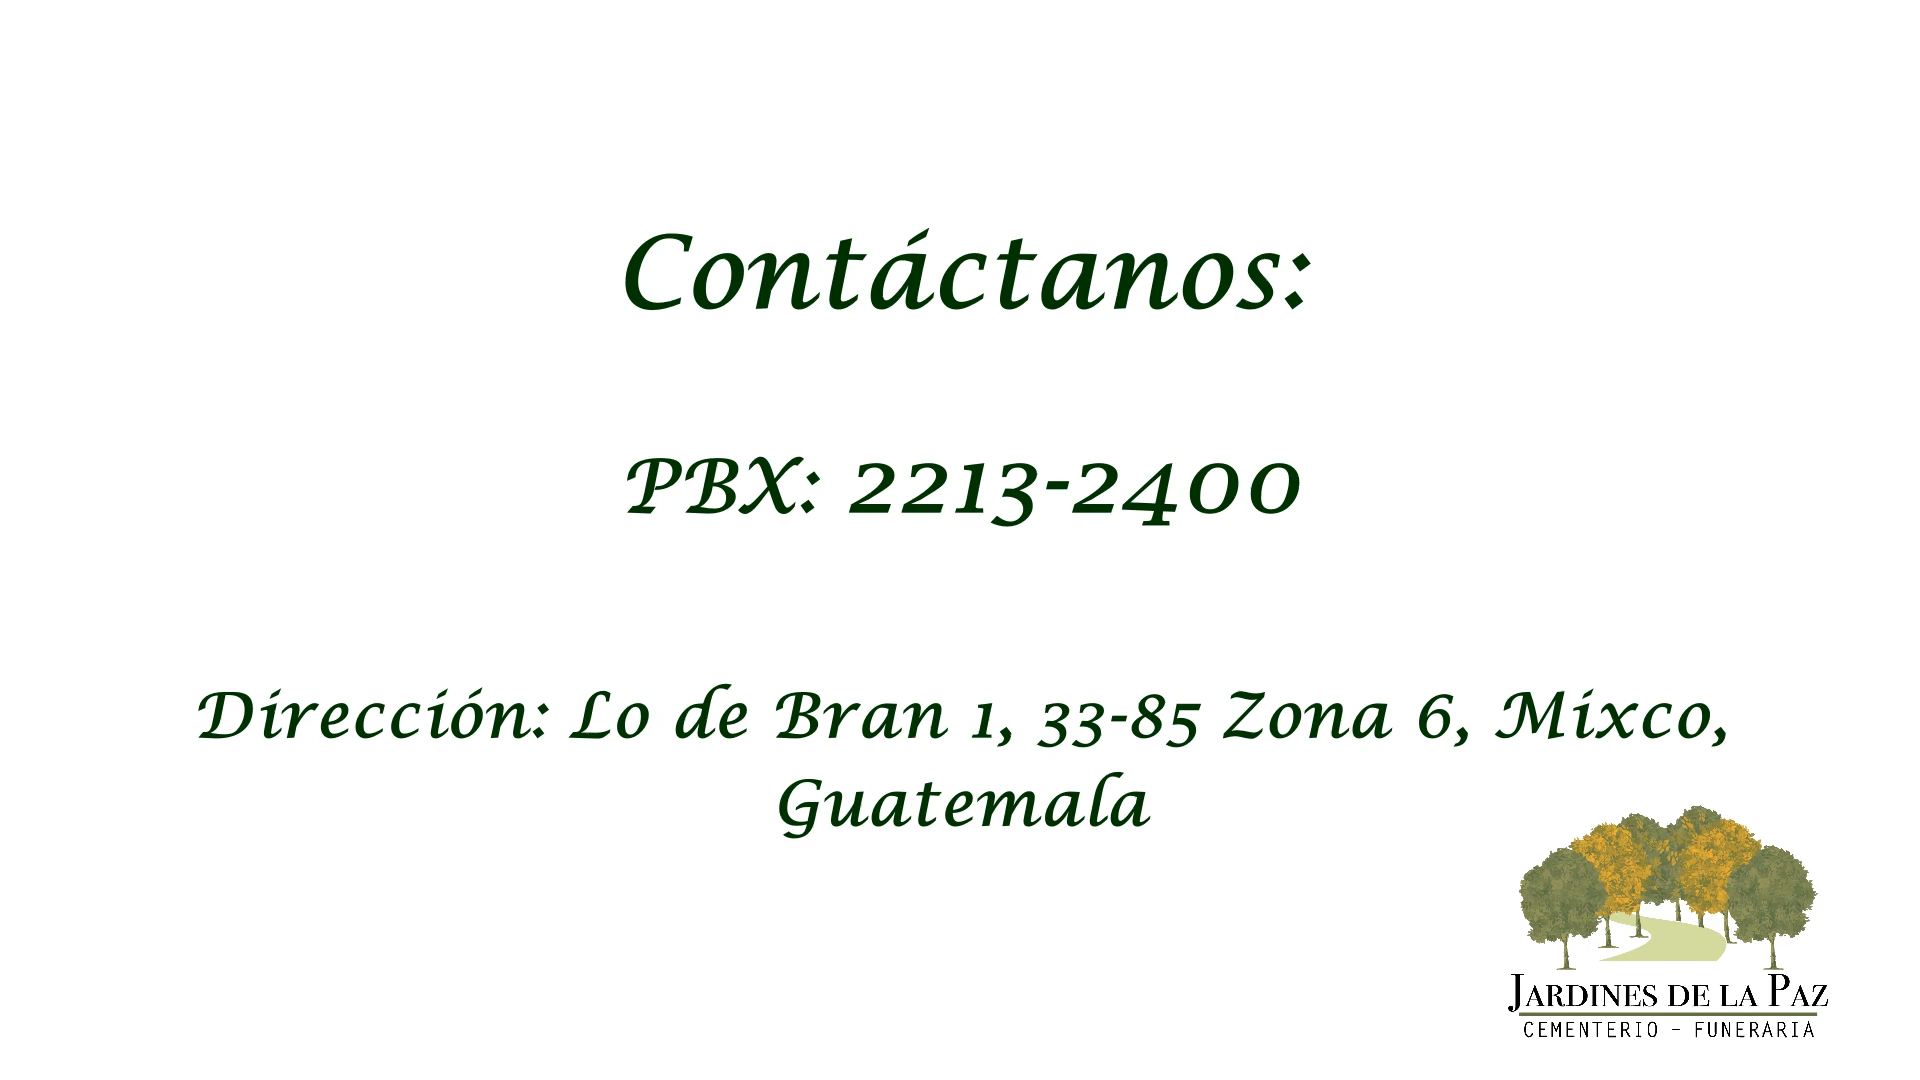 Contáctanos:
PBX: 2213-2400
Dirección: Lo de Bran 1, 33-85 Zona 6, Mixco,
Guatemala
JARDINES DE LA PAZ
CEMENTERIO - FUNERARIA